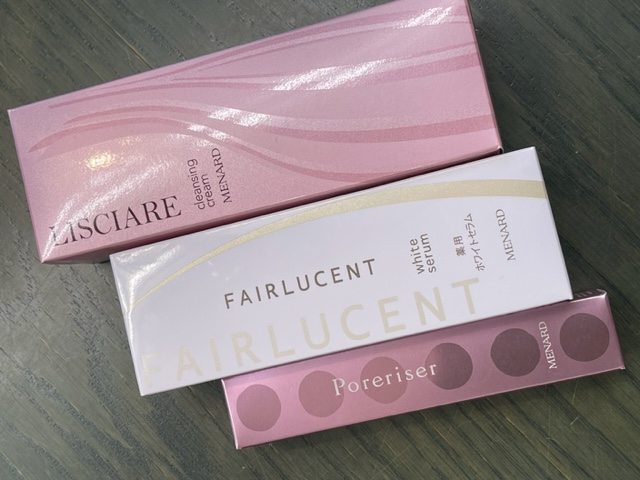 LISCIARE
cleansing
cream
MENARD
FAIRLUCENT
white
serum
薬用
ホワイトセラム
MENARD
FAIRLUCENT
Poreriser
MENARD